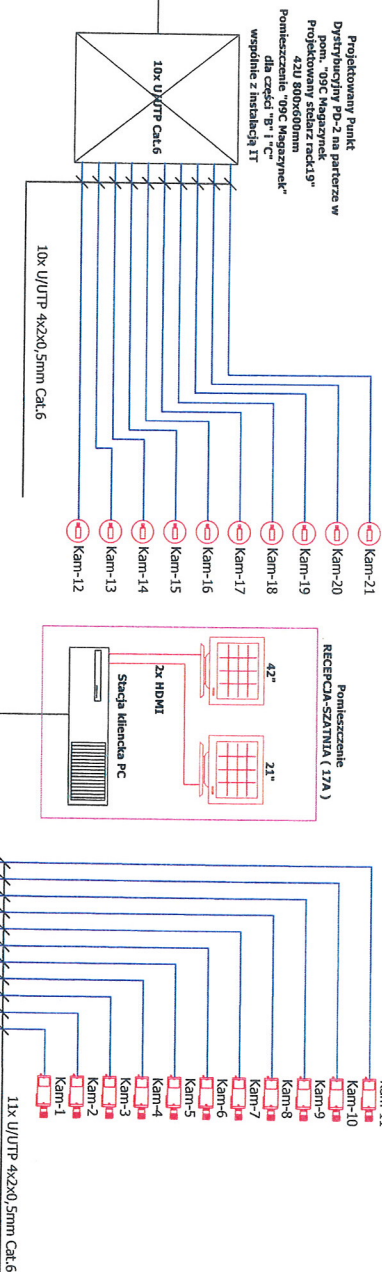 Projektowany Punkt
Dystrybucyjny PD-2 na parterze w
pom. "09C Magazynek
Projektowany stelarz rack19"
42U 800x600mm
Pomieszczenie "09C Magazynek"
dla części "B" i "C"
wspólnie z instalacją IT
10x U/UTP Cat.6
10x U/UTP 4x2x0,5mm Cat.6
Kam-21
Kam-20
Kam-19
Kam-18
Kam-17
Kam-16
Kam-15
Kam-14
Kam-13
Kam-12
Pomieszczenie
RECEPCJA-SZATNIA ( 17A )
42"
21"
2x HDMI
Stacja kliencka PC
Kam-10
Kam-9
Kam-8
Kam-7
Kam-6
Kam-5
Kam-4
Kam-3
Kam-2
Kam-1
11x U/UTP 4x2x0,5mm Cat.6